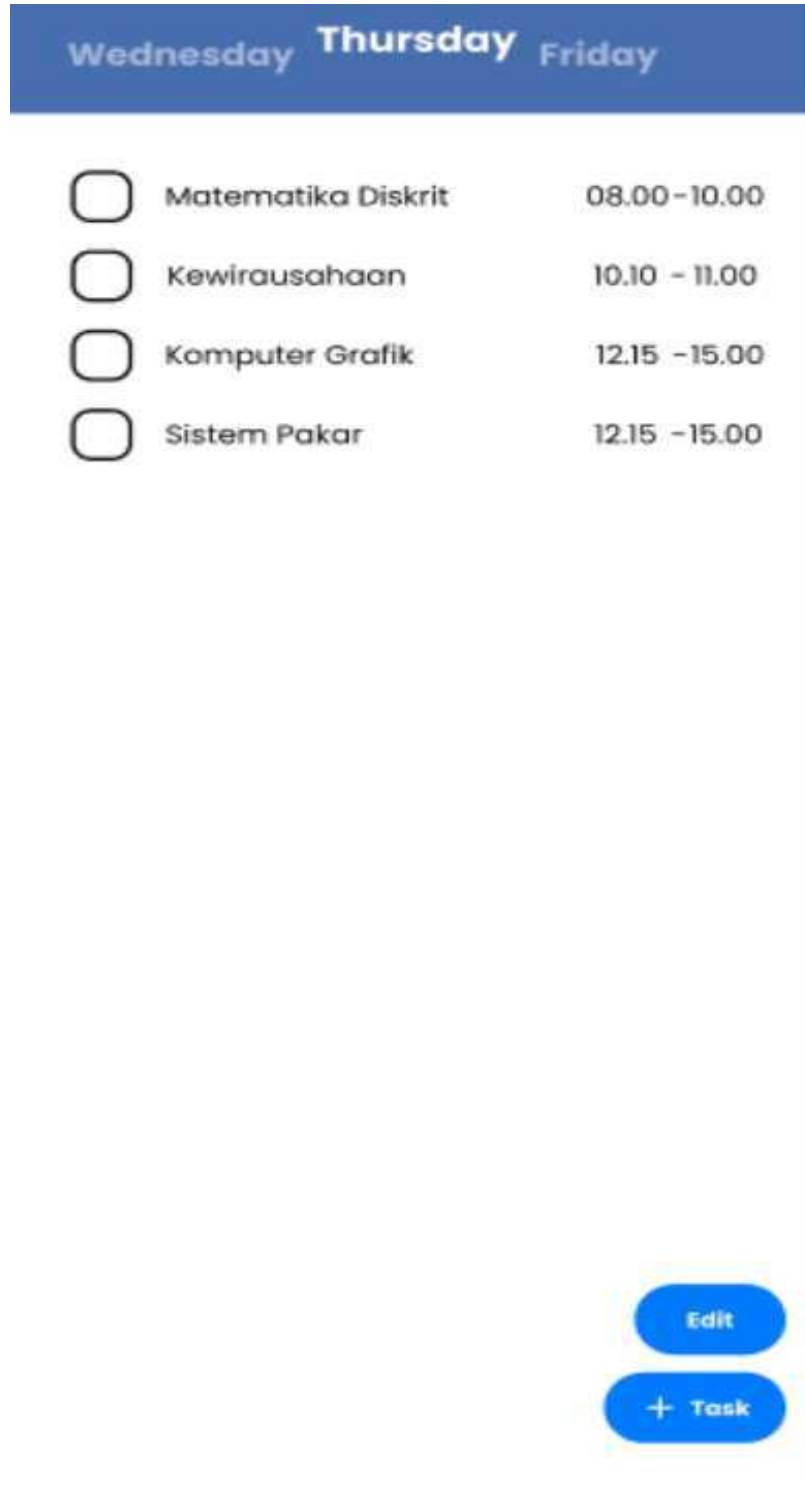 Wednesday Thursday Friday
Matematika Diskrit 08.00-10.00
Kewirausahaan 10.10 - 11.00
Komputer Grafik 12.15 -15.00
Sistem Pakar 12.15 -15.00
Edit
+ Task